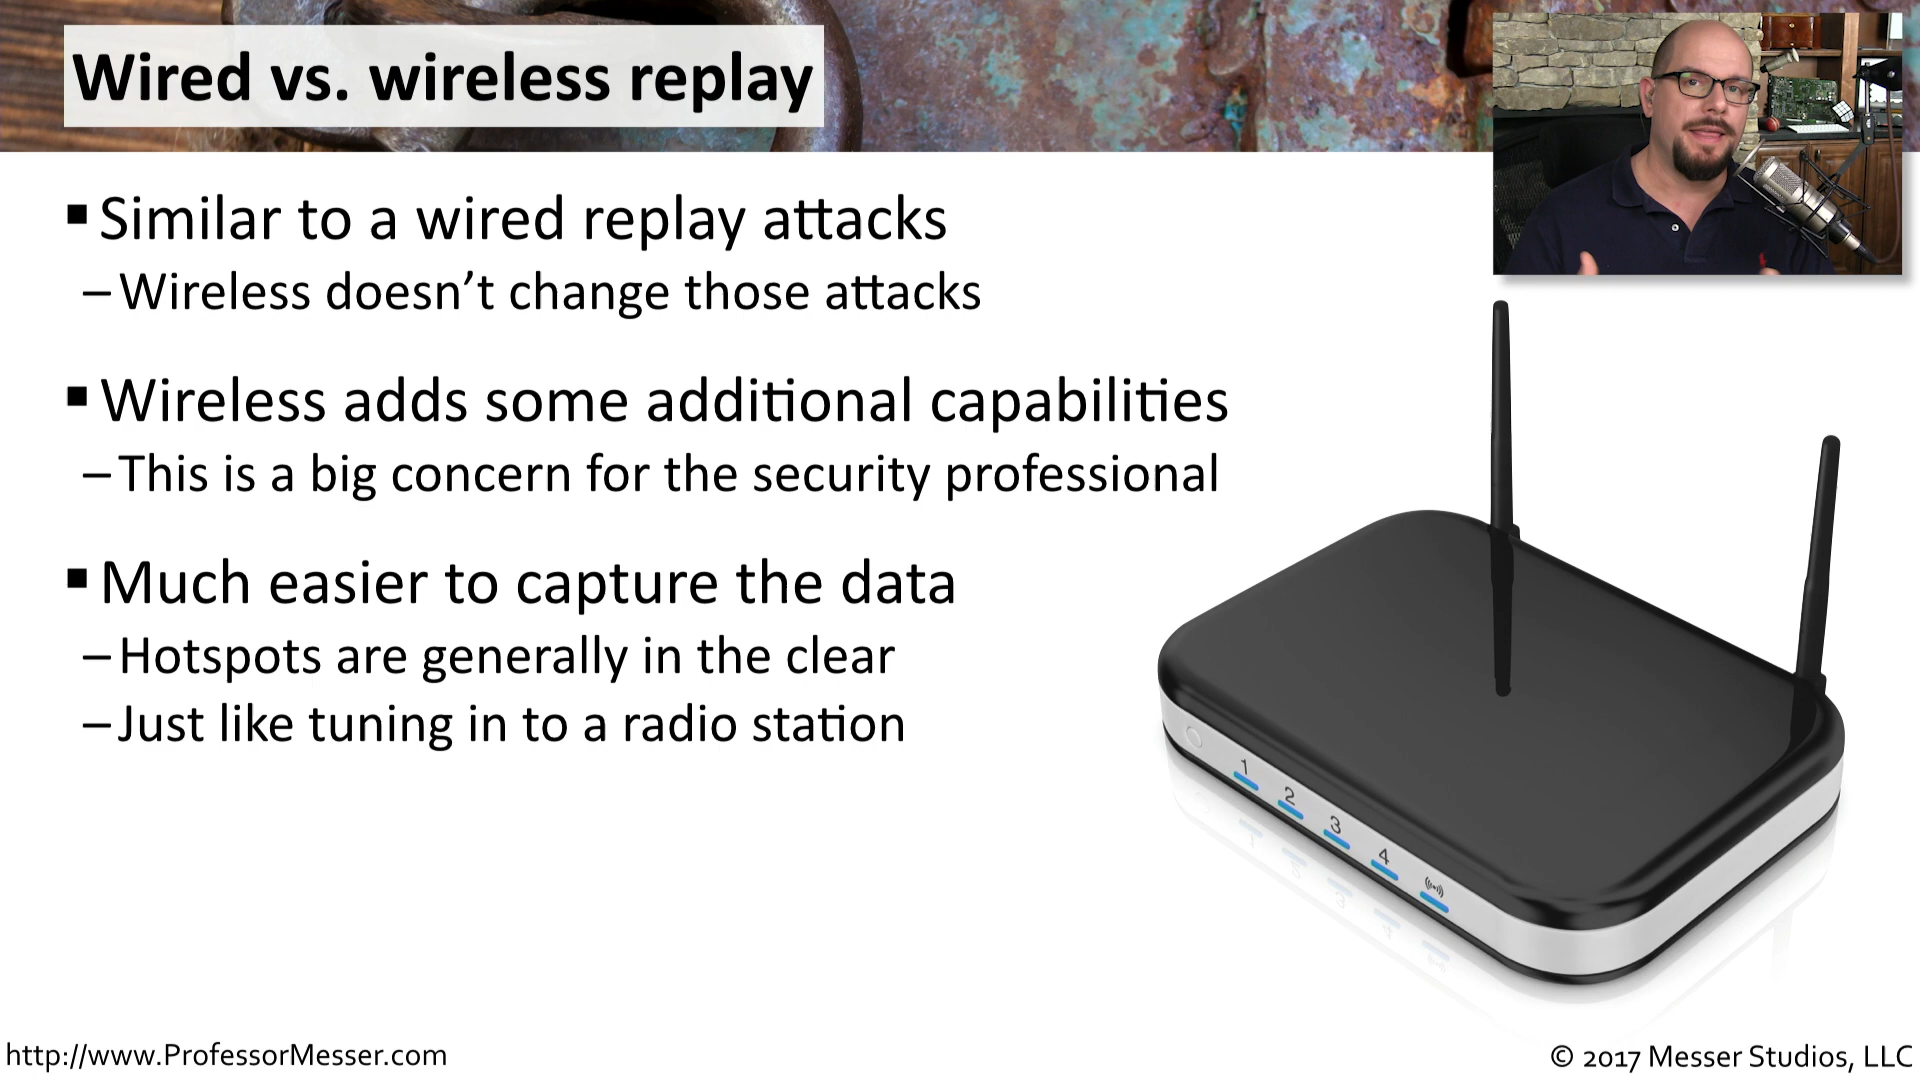 Wired vs. wireless replay
▪ Similar to a wired replay attacks
– Wireless doesn’t change those attacks
▪ Wireless adds some additional capabilities
– This is a big concern for the security professional
▪ Much easier to capture the data
– Hotspots are generally in the clear
– Just like tuning in to a radio station
1
2
3
4
http://www.ProfessorMesser.com
© 2017 Messer Studios, LLC